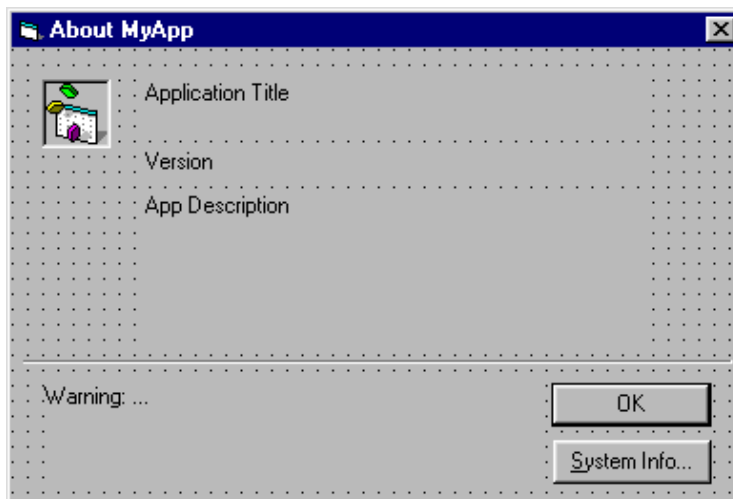 About MyApp
Application Title
Version
App Description
Warning: ...
OK
System Info...